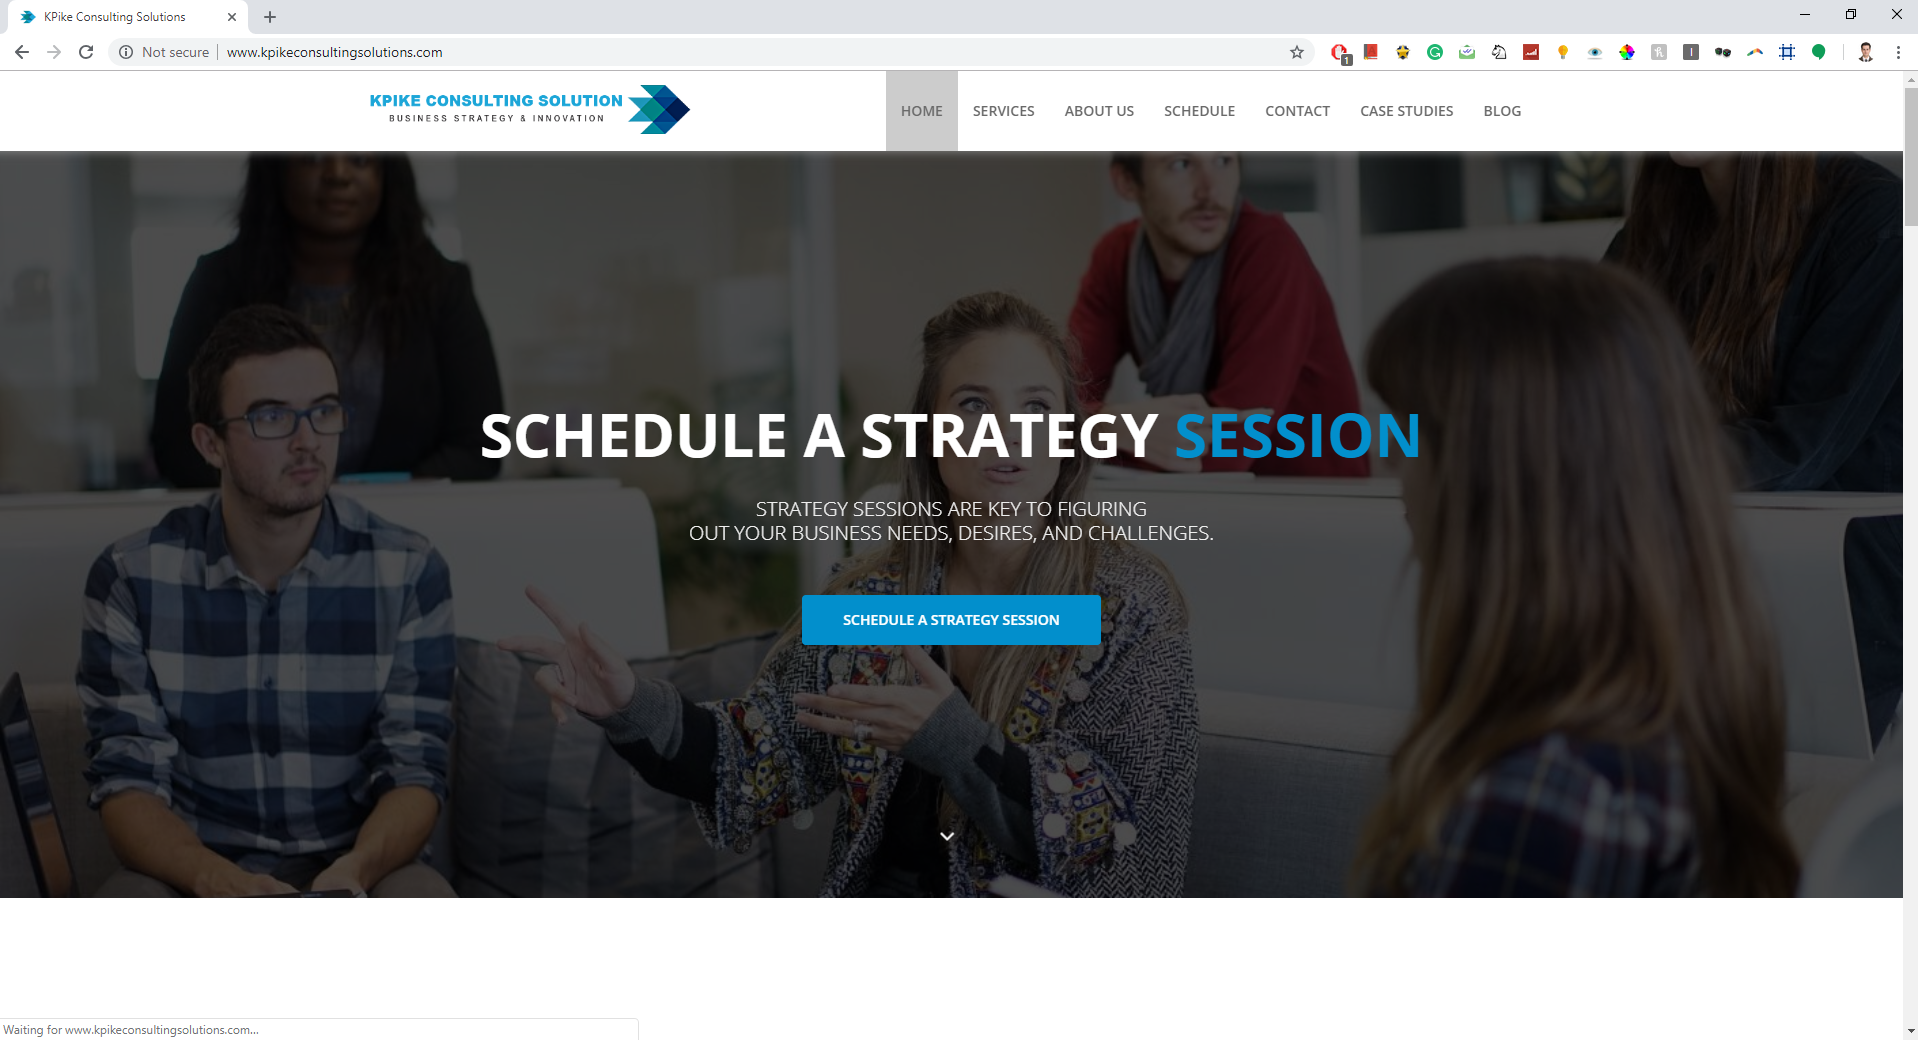 KPike Consulting Solutions
Not secure
www.kpikeconsultingsolutions.com
1
KPIKE CONSULTING SOLUTION
BUSINESS STRATEGY & INNOVATION
HOME SERVICES ABOUT US SCHEDULE CONTACT CASE STUDIES BLOG
SCHEDULE A STRATEGY SESSION
STRATEGY SESSIONS ARE KEY TO FIGURING
OUT YOUR BUSINESS NEEDS, DESIRES, AND CHALLENGES.
SCHEDULE A STRATEGY SESSION
Waiting for www.kpikeconsultingsolutions.com...